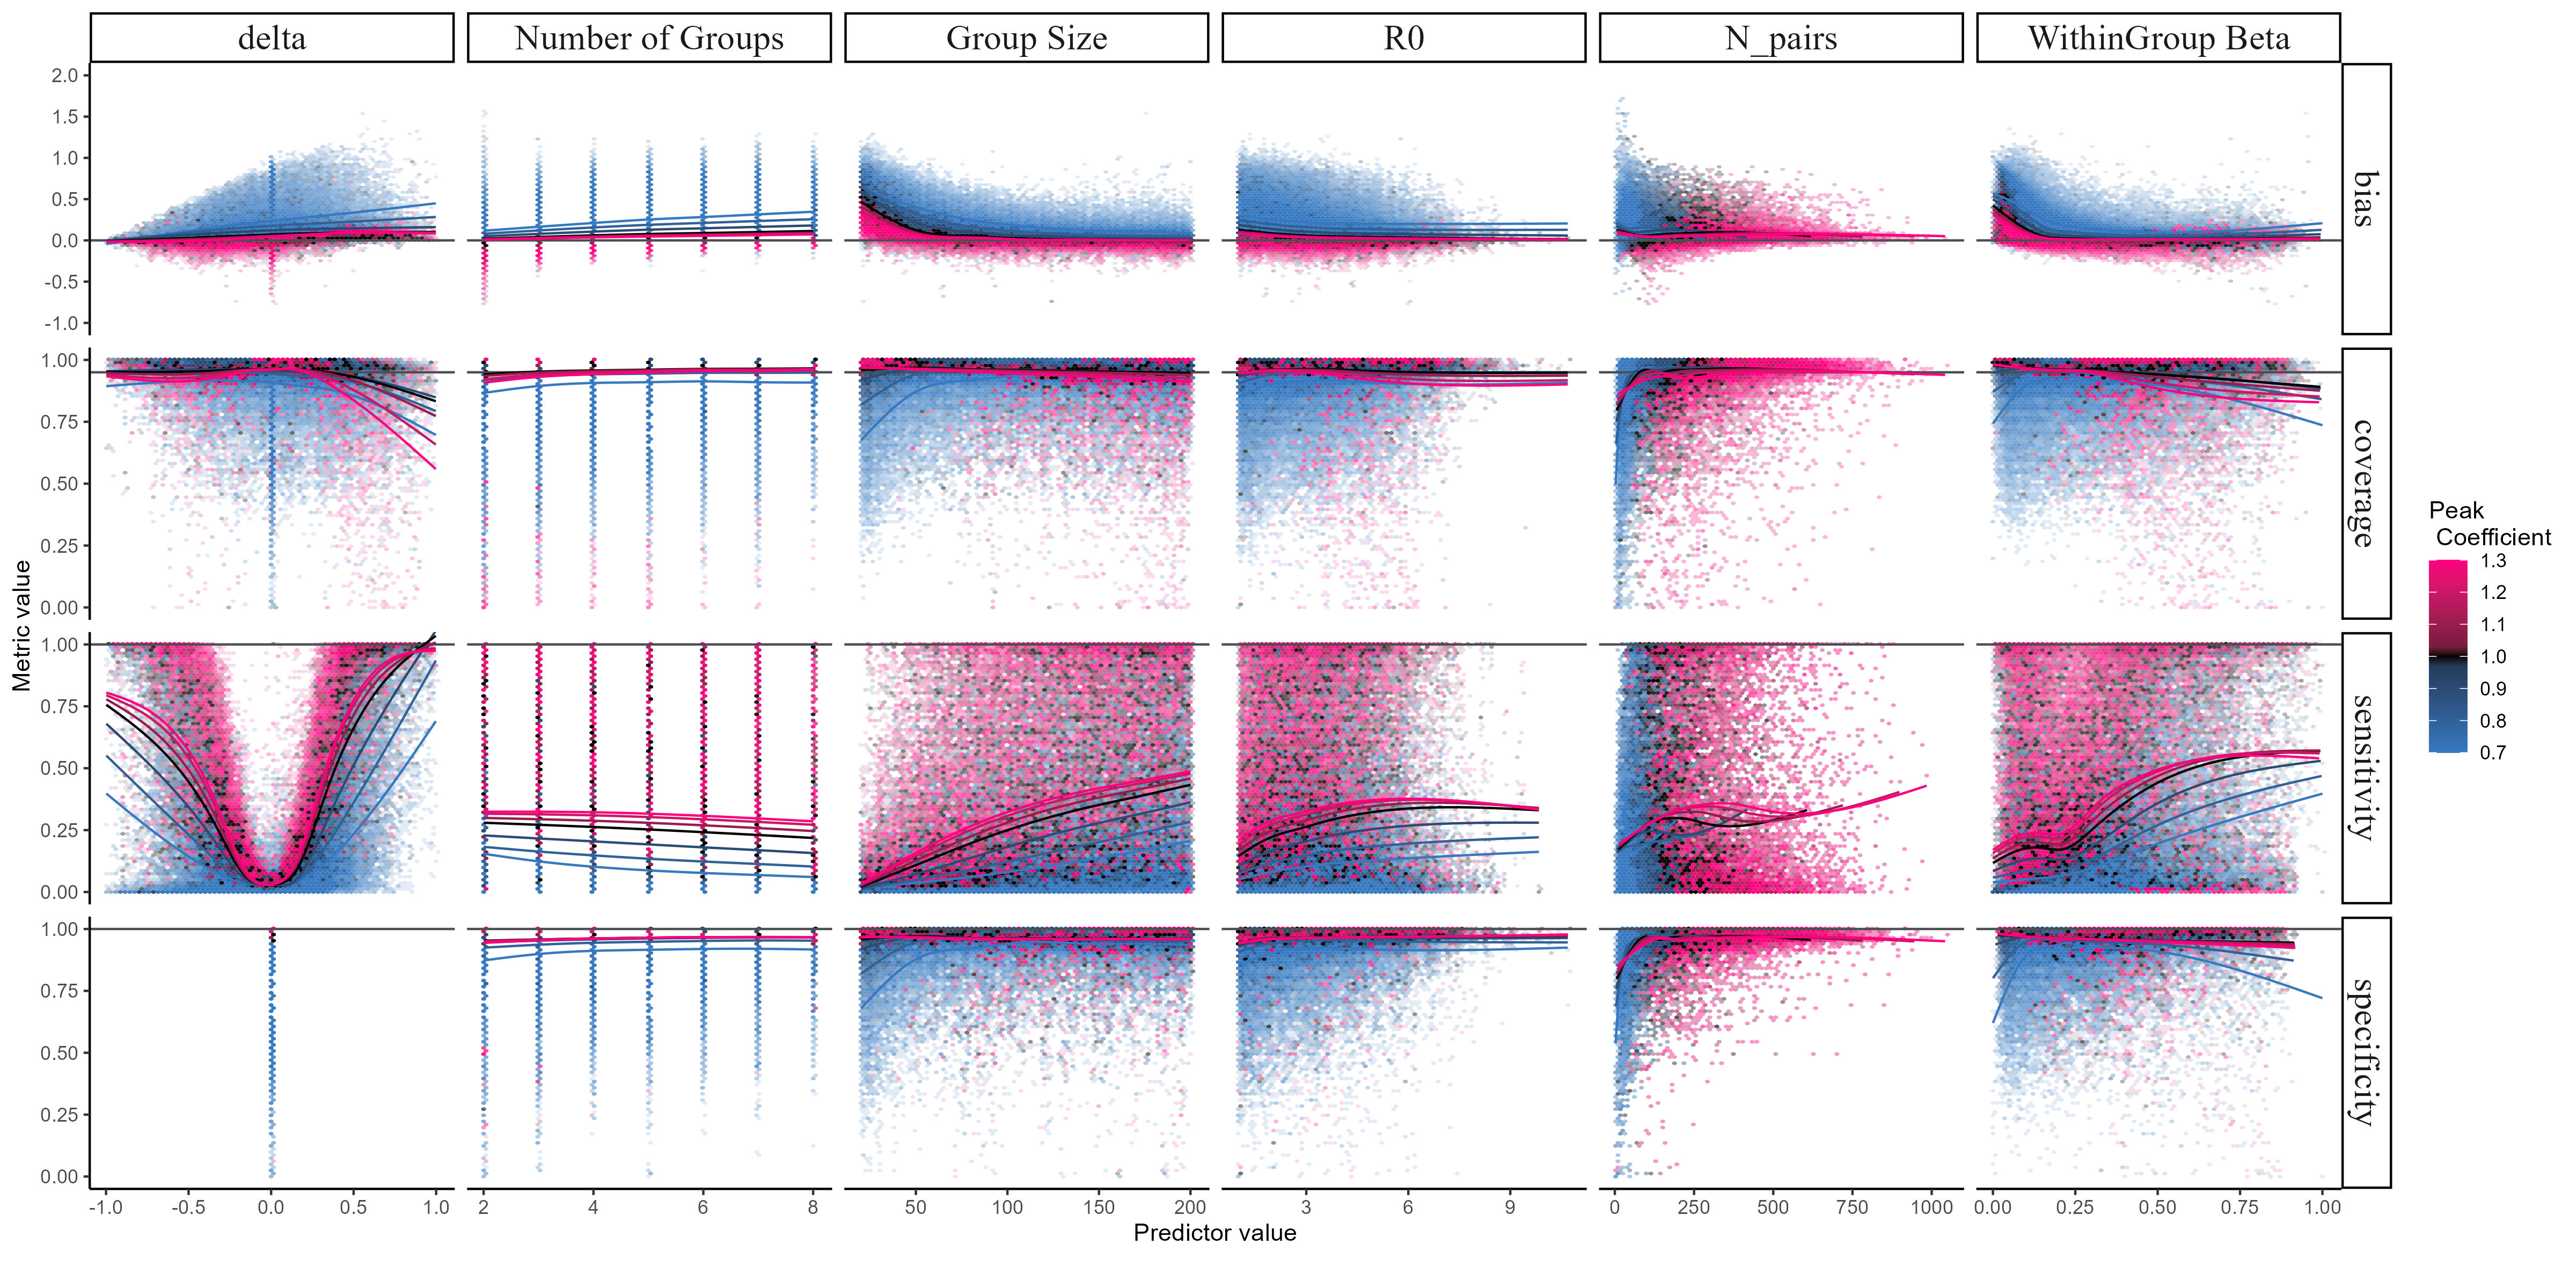 delta
Number of Groups
Group Size
R0
N_pairs
WithinGroup Beta
2.0
1.5
1.0
0.5
0.0
-0.5
-1.0
bias
1.00
0.75
0.50
0.25
0.00
coverage
1.00
0.75
0.50
0.25
0.00
sensitivity
1.00
0.75
0.50
0.25
0.00
specificity
Metric value
-1.0 -0.5 0.0 0.5 1.0
2 4 6 8
50 100 150 200
3 6 9
0 250 500 750 1000
0.00 0.25 0.50 0.75 1.00
Predictor value
Peak
Coefficient
1.3
1.2
1.1
1.0
0.9
0.8
0.7